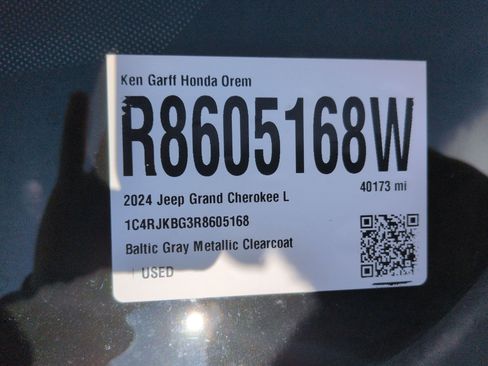 Ken Garff Honda Orem
R8605168W
2024 Jeep Grand Cherokee L
40173 mi
1C4RJKBG3R8605168
Baltic Gray Metallic Clearcoat
| USED